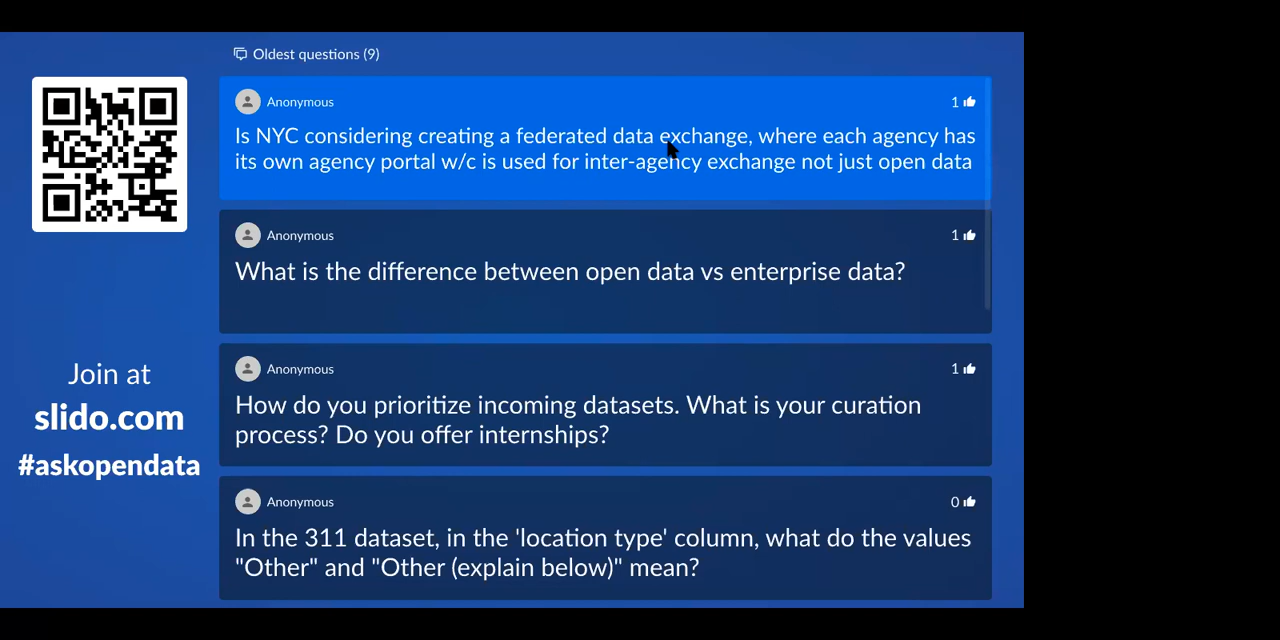 Oldest questions (9)
Anonymous
1
Is NYC considering creating a federated data exchange, where each agency has
its own agency portal w/c is used for inter-agency exchange not just open data
Anonymous
1
What is the difference between open data vs enterprise data?
Anonymous
1
How do you prioritize incoming datasets. What is your curation
process? Do you offer internships?
Anonymous
0
In the 311 dataset, in the 'location type' column, what do the values
"Other" and "Other (explain below)" mean?
Join at
slido.com
#askopendata